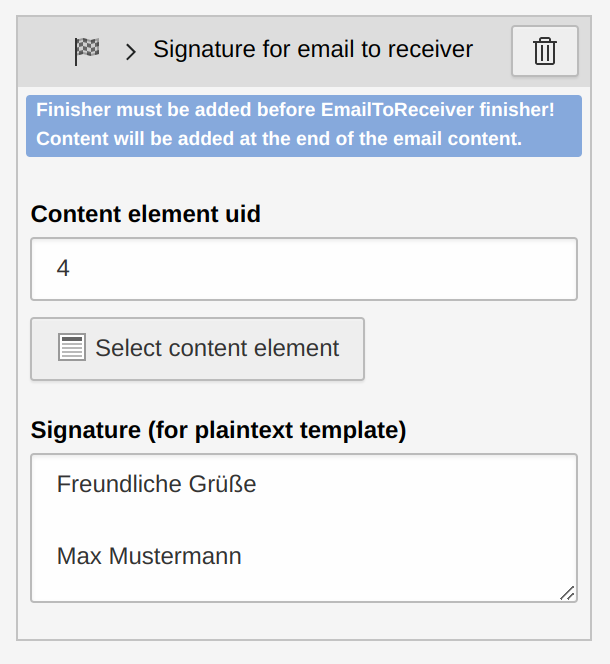 Signature for email to receiver
Finisher must be added before EmailToReceiver finisher!
Content will be added at the end of the email content.
Content element uid
4
Select content element
Signature (for plaintext template)
Freundliche Grüße
Max Mustermann